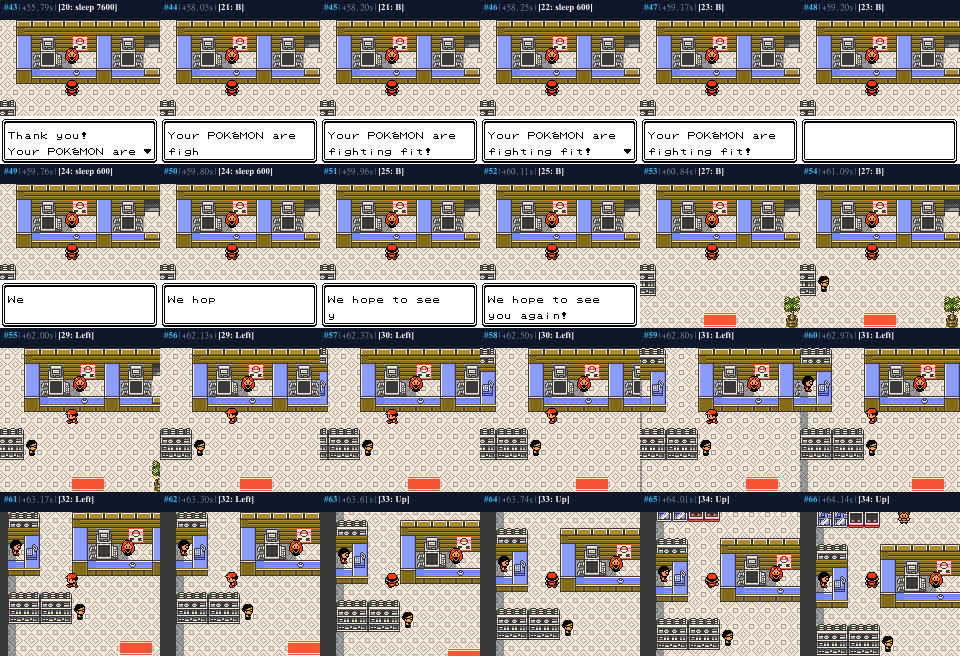 #43 | +55.79s | [20: sleep 7600]
#44 | +58.05s | [21: B]
#45 | +58.20s | [21: B]
#46 | +58.25s | [22: sleep 600]
#47 | +59.17s | [23: B]
#48 | +59.20s | [23: B]
Thank you!
Your POKéMON are ▼
Your POKéMON are
figh
Your POKéMON are
fighting fit!
Your POKéMON are
fighting fit! ▼
Your POKéMON are
fighting fit!
#49 | +59.76s | [24: sleep 600]
#50 | +59.80s | [24: sleep 600]
#51 | +59.96s | [25: B]
#52 | +60.11s | [25: B]
#53 | +60.84s | [27: B]
#54 | +61.09s | [27: B]
We
We hop
We hope to see
y
We hope to see
you again!
#55 | +62.00s | [29: Left]
#56 | +62.13s | [29: Left]
#57 | +62.37s | [30: Left]
#58 | +62.50s | [30: Left]
#59 | +62.80s | [31: Left]
#60 | +62.97s | [31: Left]
#61 | +63.17s | [32: Left]
#62 | +63.30s | [32: Left]
#63 | +63.61s | [33: Up]
#64 | +63.74s | [33: Up]
#65 | +64.01s | [34: Up]
#66 | +64.14s | [34: Up]